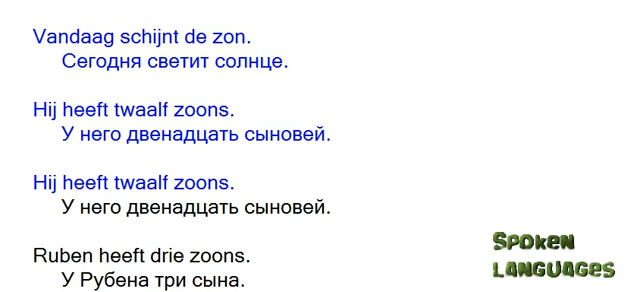 Vandaag schijnt de zon.
Сегодня светит солнце.
Hij heeft twaalf zoons.
У него двенадцать сыновей.
Hij heeft twaalf zoons.
У него двенадцать сыновей.
Ruben heeft drie zoons.
У Рубена три сына.
Spoken
Languages